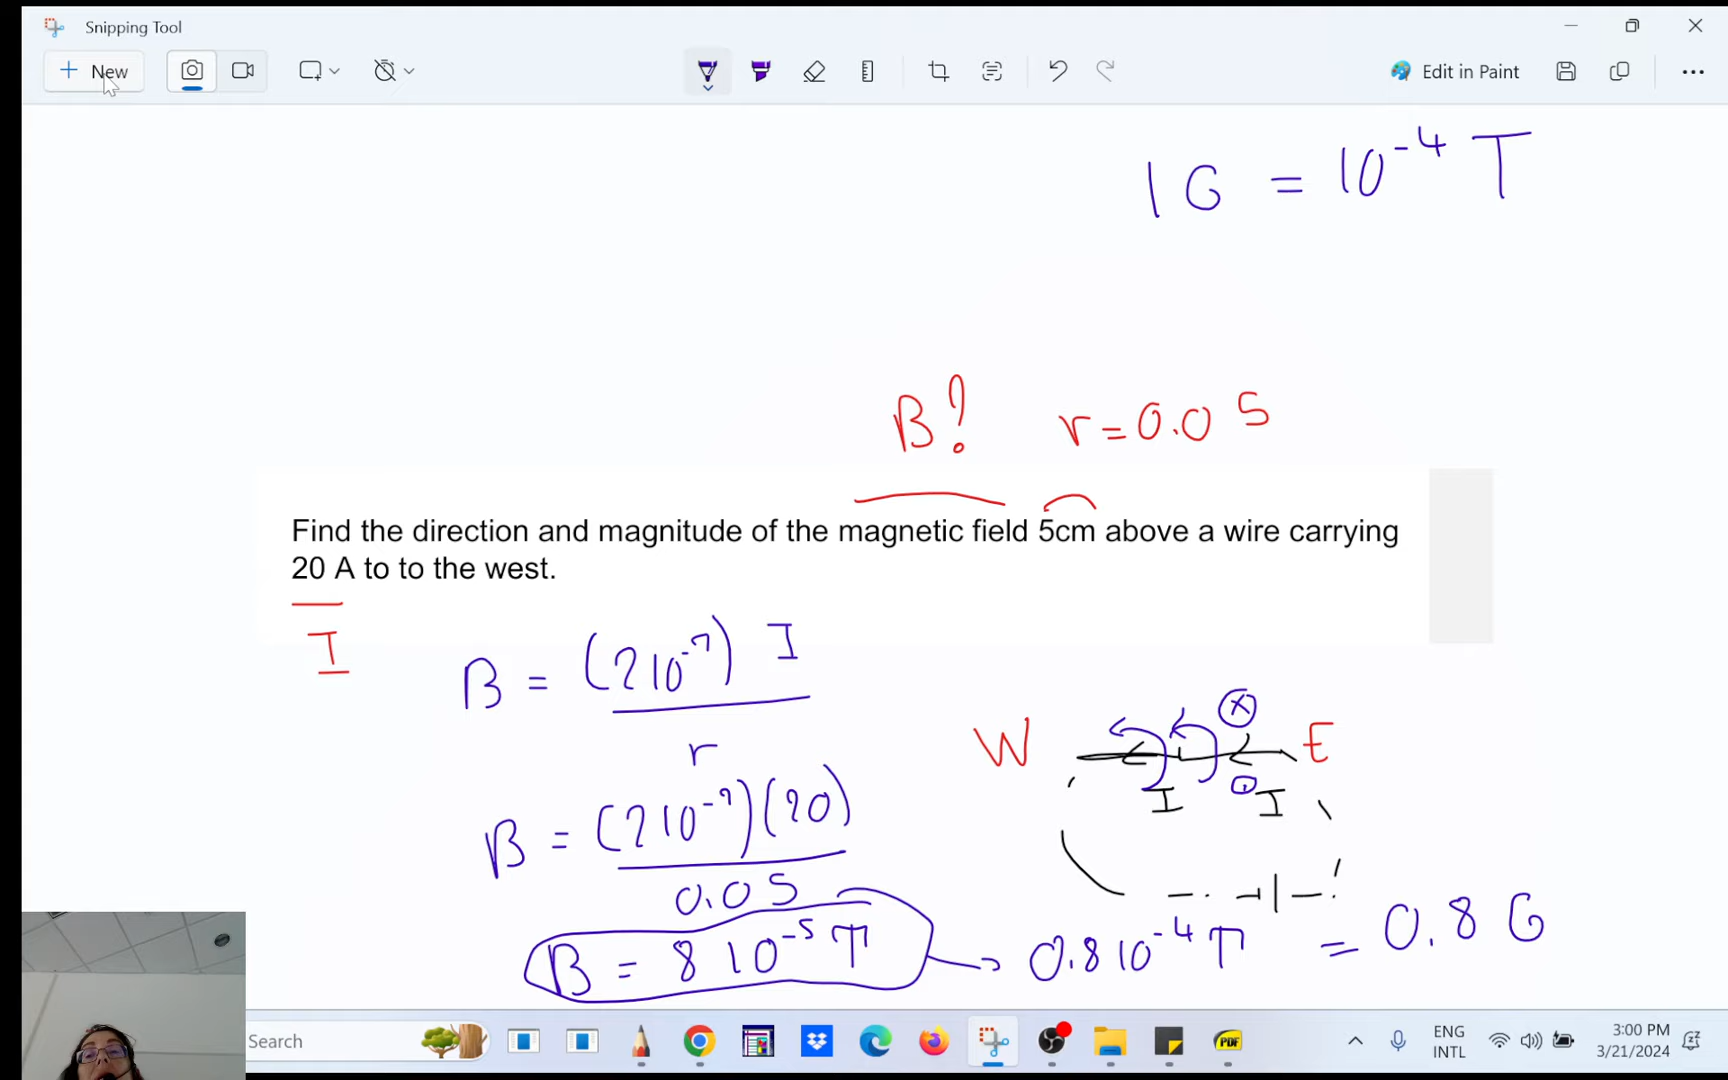 Snipping Tool
New
Edit in Paint
1 G = 10⁻⁴ T
B? r = 0.05
Find the direction and magnitude of the magnetic field 5cm above a wire carrying
20 A to to the west.
I
B = (2 10⁻⁷) I
r
W E
I I
B = (2 10⁻⁷)(20)
0.05
B = 8 10⁻⁵ T → 0.8 10⁻⁴ T = 0.8 G
Search
PDF
ENG
INTL
3:00 PM
3/21/2024